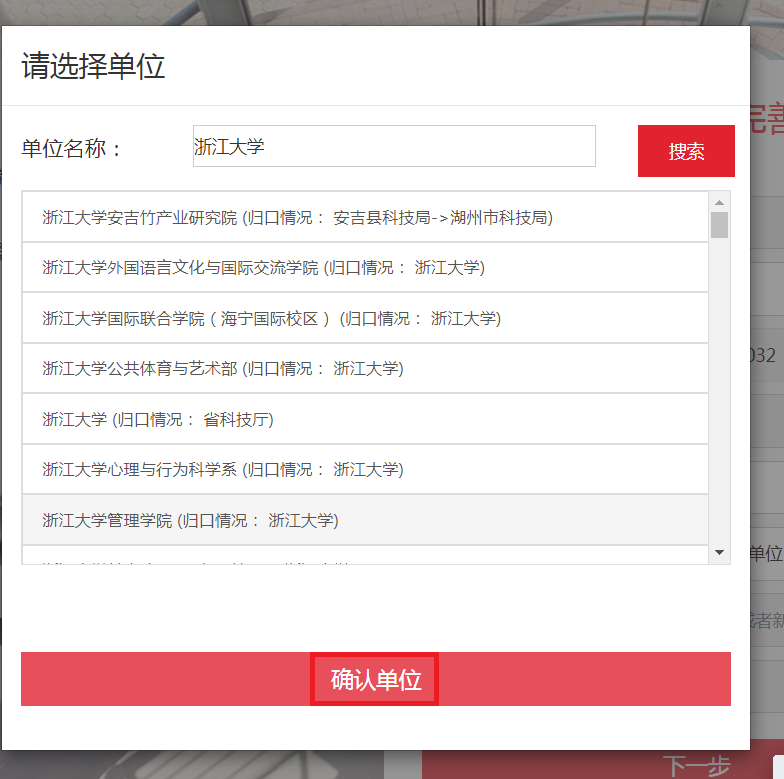 请选择单位
单位名称：
浙江大学
搜索
浙江大学安吉竹产业研究院 (归口情况： 安吉县科技局->湖州市科技局)
浙江大学外国语言文化与国际交流学院 (归口情况： 浙江大学)
浙江大学国际联合学院（海宁国际校区） (归口情况： 浙江大学)
浙江大学公共体育与艺术部 (归口情况： 浙江大学)
浙江大学 (归口情况： 省科技厅)
浙江大学心理与行为科学系 (归口情况： 浙江大学)
浙江大学管理学院 (归口情况： 浙江大学)
确认单位
完善
032
单位
或者新
下一步